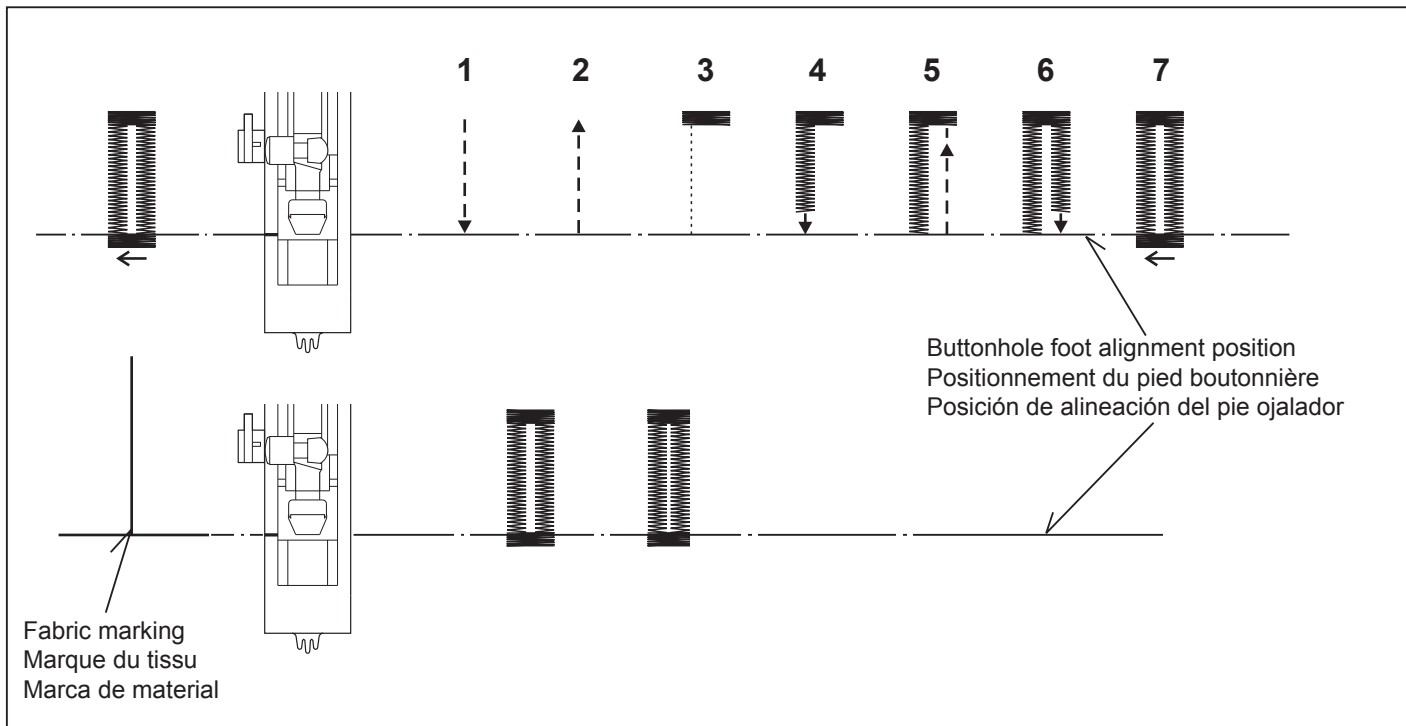 1 2 3 4 5 6 7
Buttonhole foot alignment position
Positionnement du pied boutonnière
Posición de alineación del pie ojalador
Fabric marking
Marque du tissu
Marca de material